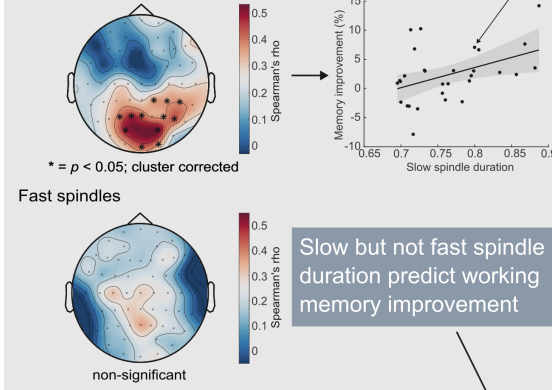 0.5
0.4
0.3
0.2
0.1
0
Spearman's rho
* = p < 0.05; cluster corrected
15
10
5
0
-5
-10
Memory improvement (%)
0.65 0.7 0.75 0.8 0.85 0.9
Slow spindle duration
Fast spindles
0.5
0.4
0.3
0.2
0.1
0
Spearman's rho
non-significant
Slow but not fast spindle
duration predict working
memory improvement